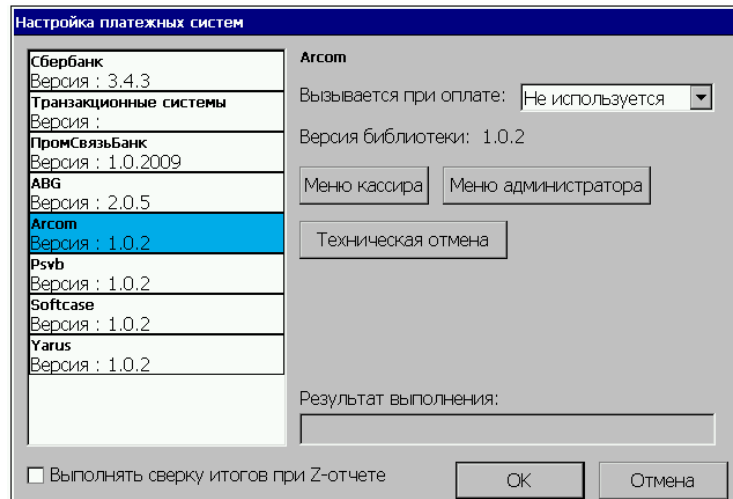 Настройка платежных систем
Сбербанк
Версия : 3.4.3
Транзакционные системы
Версия :
ПромСвязьБанк
Версия : 1.0.2009
ABG
Версия : 2.0.5
Arcom
Версия : 1.0.2
Psvb
Версия : 1.0.2
Softcase
Версия : 1.0.2
Yarus
Версия : 1.0.2
Arcom
Вызывается при оплате: Не используется
Версия библиотеки: 1.0.2
Меню кассира Меню администратора
Техническая отмена
Результат выполнения:
Выполнять сверку итогов при Z-отчете
OK Отмена